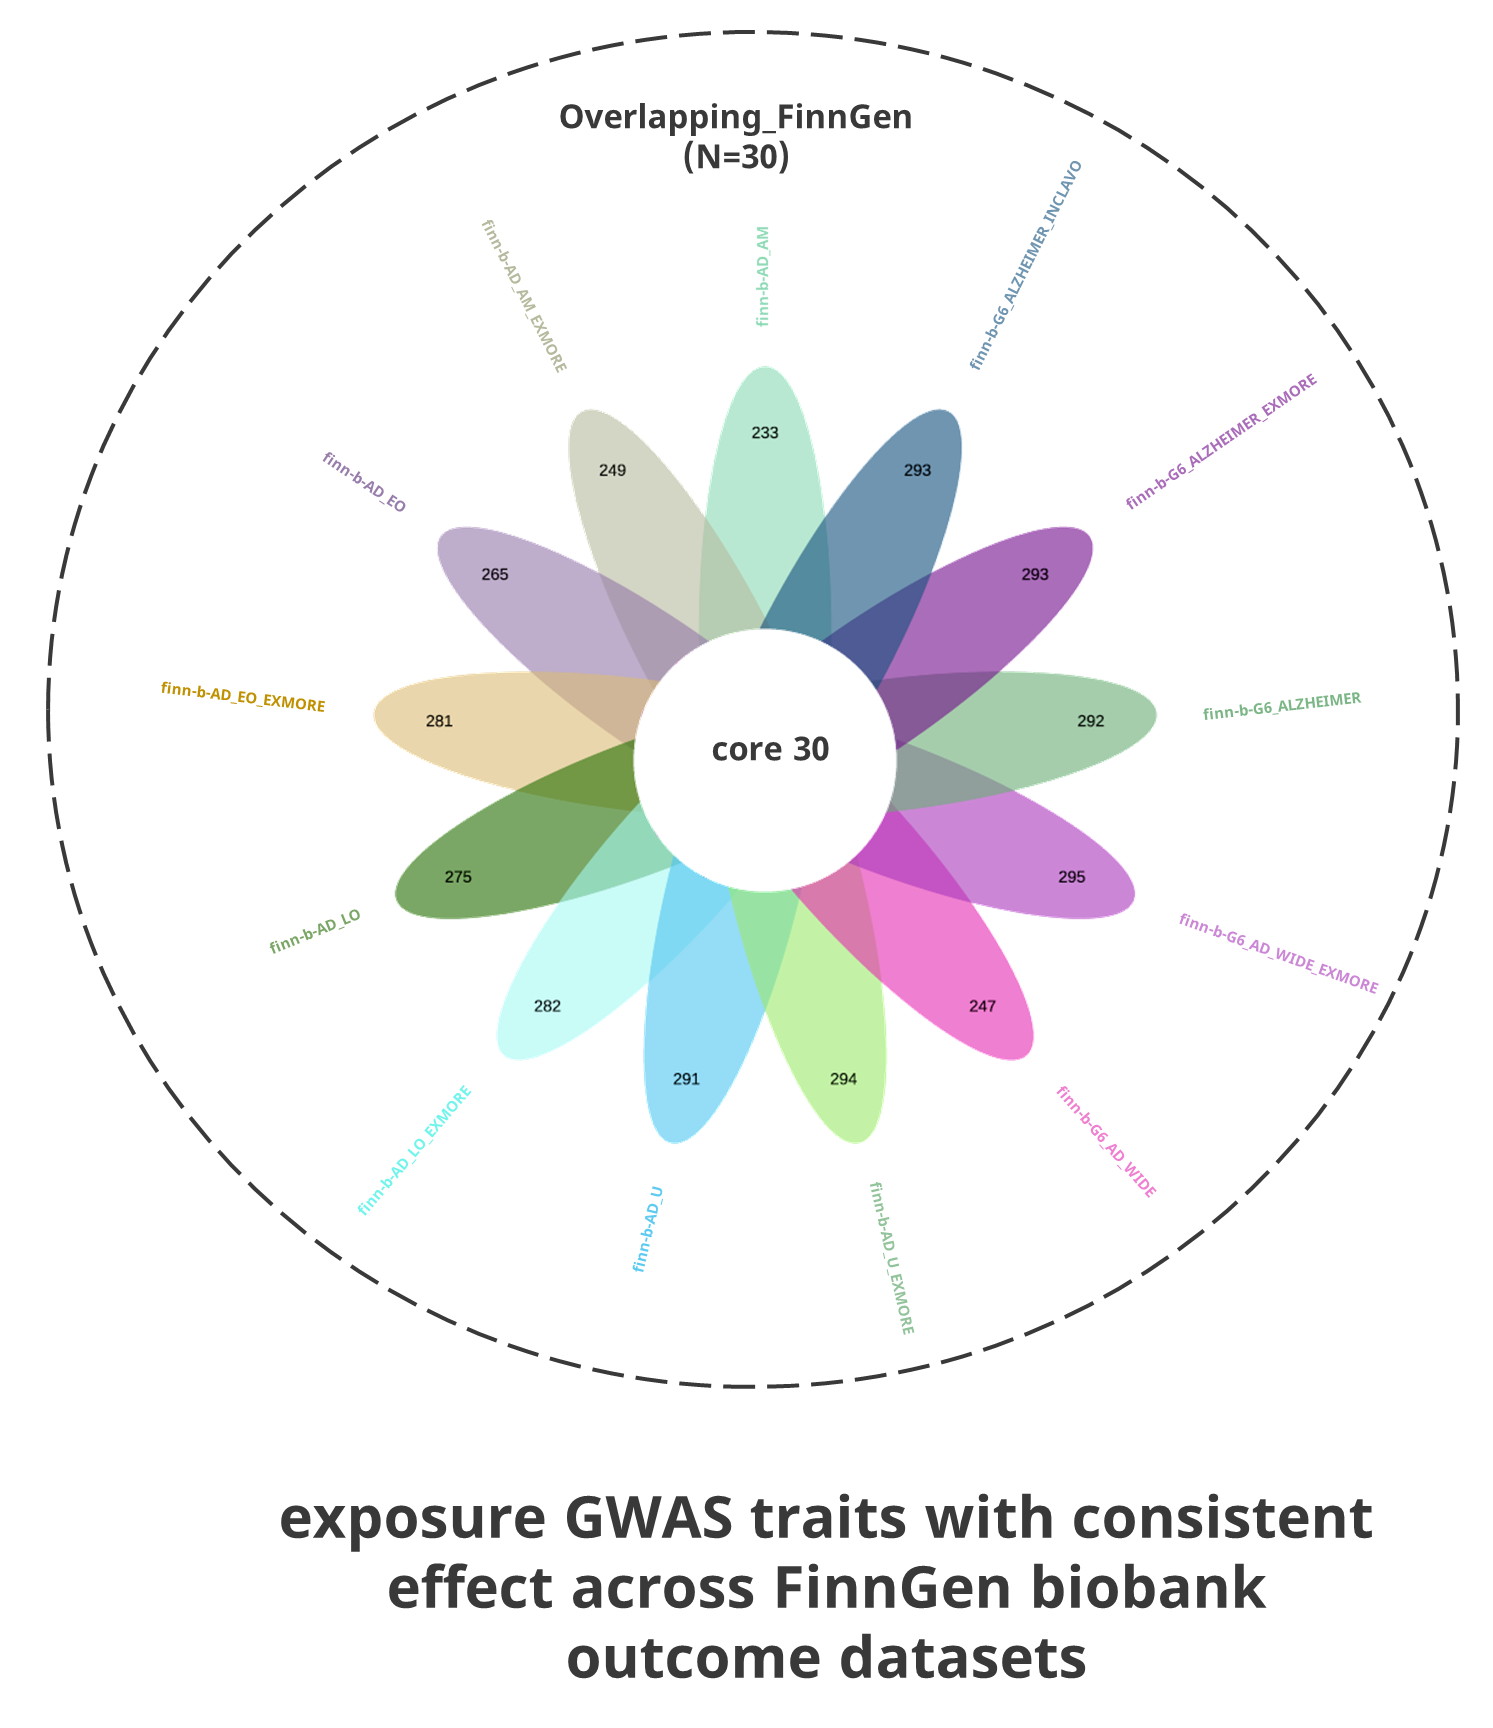 Overlapping_FinnGen
(N=30)
finn-b-AD_AM
finn-b-G6_ALZHEIMER_INCLAVO
finn-b-G6_ALZHEIMER_EXMORE
finn-b-G6_ALZHEIMER
finn-b-G6_AD_WIDE_EXMORE
finn-b-G6_AD_WIDE
finn-b-AD_U_EXMORE
finn-b-AD_U
finn-b-AD_LO_EXMORE
finn-b-AD_LO
finn-b-AD_EO_EXMORE
finn-b-AD_EO
finn-b-AD_AM_EXMORE
233
293
293
292
295
247
294
291
282
275
281
265
249
core 30
exposure GWAS traits with consistent
effect across FinnGen biobank
outcome datasets